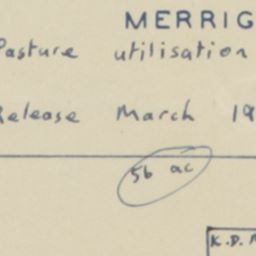 MERRIG
Pasture utilisation
Release March 19
56 ac
K.D.